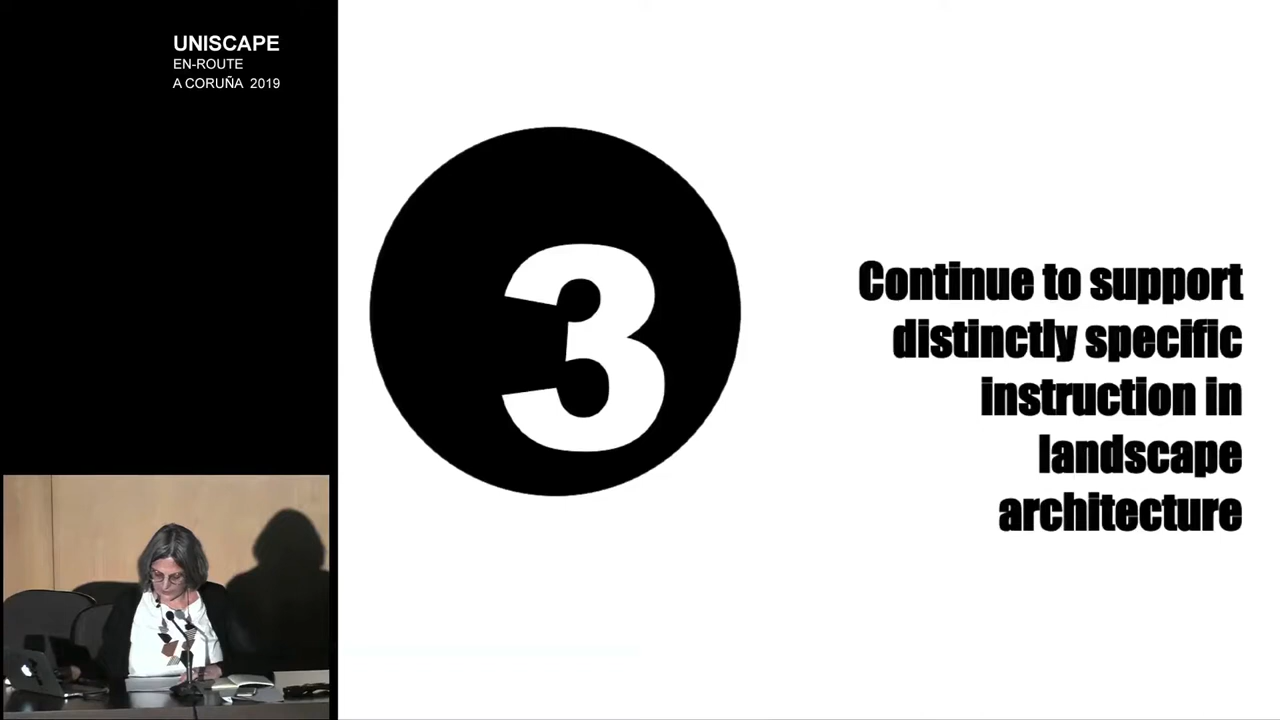 UNISCAPE
EN-ROUTE
A CORUÑA 2019
3
Continue to support
distinctly specific
instruction in
landscape
architecture